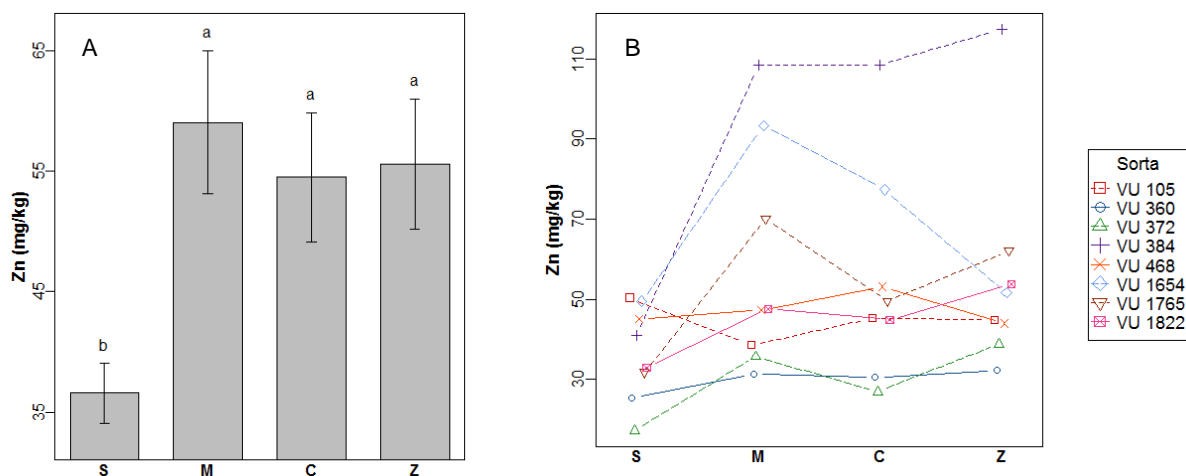 A
65
55
45
35
Zn (mg/kg)
b
a
a
a
S
M
C
Z
B
110
90
70
50
30
Zn (mg/kg)
S
M
C
Z
Sorta
VU 105
VU 360
VU 372
VU 384
VU 468
VU 1654
VU 1765
VU 1822